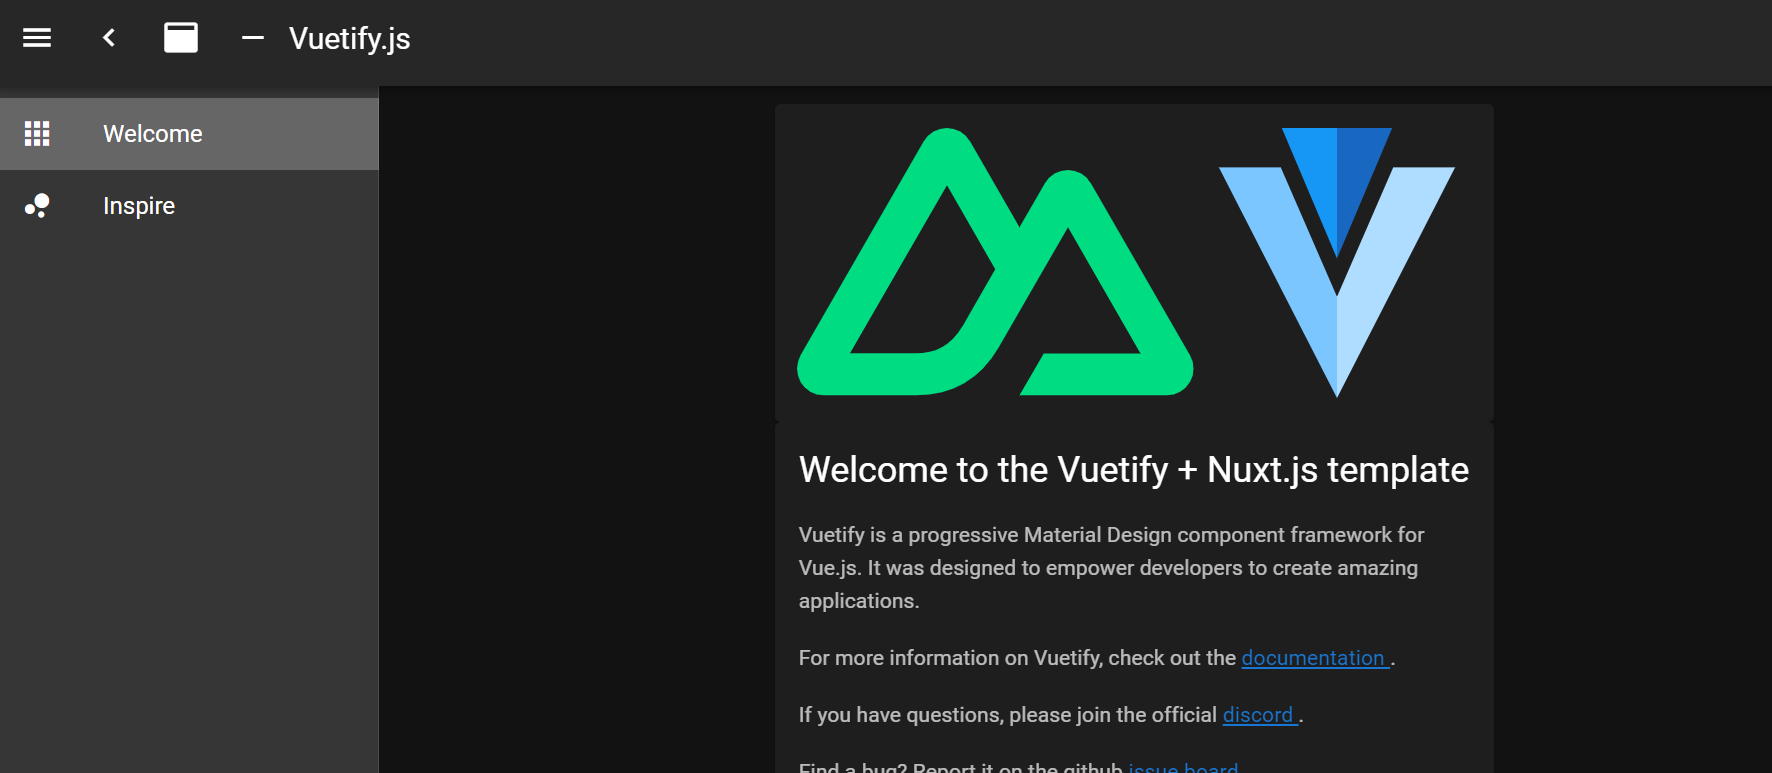 Vuetify.js
Welcome
Inspire
Welcome to the Vuetify + Nuxt.js template
Vuetify is a progressive Material Design component framework for
Vue.js. It was designed to empower developers to create amazing
applications.
For more information on Vuetify, check out the documentation .
If you have questions, please join the official discord .
Find a bug? Report it on the github issue board